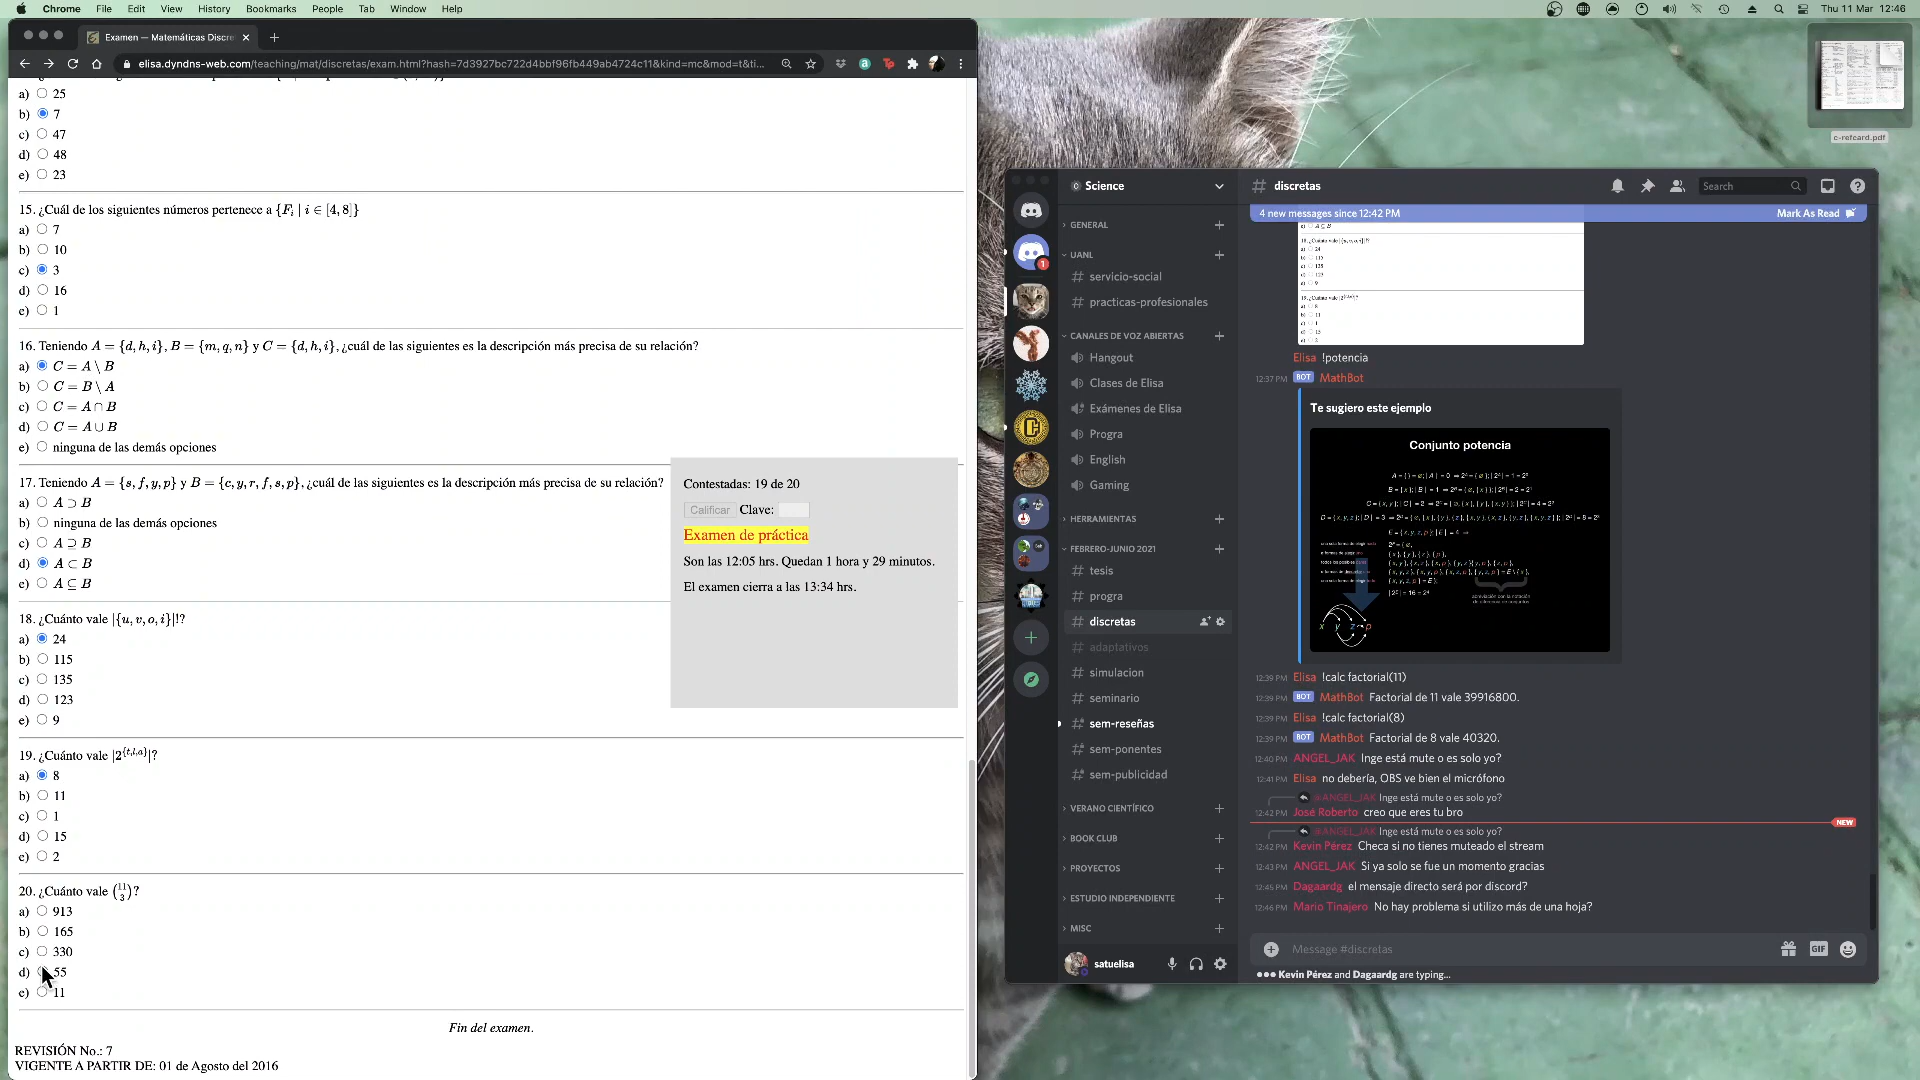 Chrome File Edit View History Bookmarks People Tab Window Help
Thu 11 Mar 12:46
Examen — Matemáticas Discre
elisa.dyndns-web.com/teaching/mat/discretas/exam.html?hash=7d3927bc722d4bbf96fb449ab4724c11&kind=mc&mod=t&ti...
a) 25
b) 7
c) 47
d) 48
e) 23
15. ¿Cuál de los siguientes números pertenece a {F_i | i ∈ [4, 8]}
a) 7
b) 10
c) 3
d) 16
e) 1
16. Teniendo A = {d, h, i}, B = {m, q, n} y C = {d, h, i}, ¿cuál de las siguientes es la descripción más precisa de su relación?
a) C = A \ B
b) C = B \ A
c) C = A ∩ B
d) C = A ∪ B
e) ninguna de las demás opciones
17. Teniendo A = {s, f, y, p} y B = {c, y, r, f, s, p}, ¿cuál de las siguientes es la descripción más precisa de su relación?
a) A ⊃ B
b) ninguna de las demás opciones
c) A ⊇ B
d) A ⊂ B
e) A ⊆ B
18. ¿Cuánto vale |{u, v, o, i}|!?
a) 24
b) 115
c) 135
d) 123
e) 9
19. ¿Cuánto vale |2^{t,l,a}|?
a) 8
b) 11
c) 1
d) 15
e) 2
20. ¿Cuánto vale (11 3)?
a) 913
b) 165
c) 330
d) 55
e) 11
Fin del examen.
REVISIÓN No.: 7
VIGENTE A PARTIR DE: 01 de Agosto del 2016
Contestadas: 19 de 20
Calificar Clave:
Examen de práctica
Son las 12:05 hrs. Quedan 1 hora y 29 minutos.
El examen cierra a las 13:34 hrs.
c-refcard.pdf
Science
GENERAL
UANL
servicio-social
practicas-profesionales
CANALES DE VOZ ABIERTAS
Hangout
Clases de Elisa
Exámenes de Elisa
Progra
English
Gaming
HERRAMIENTAS
FEBRERO-JUNIO 2021
tesis
progra
discretas
adaptativos
simulacion
seminario
sem-reseñas
sem-ponentes
sem-publicidad
VERANO CIENTÍFICO
BOOK CLUB
PROYECTOS
ESTUDIO INDEPENDIENTE
MISC
satuelisa
# discretas
Search
4 new messages since 12:42 PM Mark As Read
Elisa !potencia
12:37 PM BOT MathBot
Te sugiero este ejemplo
Conjunto potencia
12:39 PM Elisa !calc factorial(11)
12:39 PM BOT MathBot Factorial de 11 vale 39916800.
12:39 PM Elisa !calc factorial(8)
12:39 PM BOT MathBot Factorial de 8 vale 40320.
12:40 PM ANGEL_JAK Inge está mute o es solo yo?
12:41 PM Elisa no debería, OBS ve bien el micrófono
@ANGEL_JAK Inge está mute o es solo yo?
12:42 PM José Roberto creo que eres tu bro
NEW
@ANGEL_JAK Inge está mute o es solo yo?
12:42 PM Kevin Pérez Checa si no tienes muteado el stream
12:43 PM ANGEL_JAK Si ya solo se fue un momento gracias
12:45 PM Dagaardg el mensaje directo será por discord?
12:46 PM Mario Tinajero No hay problema si utilizo más de una hoja?
Message #discretas
GIF
Kevin Pérez and Dagaardg are typing...